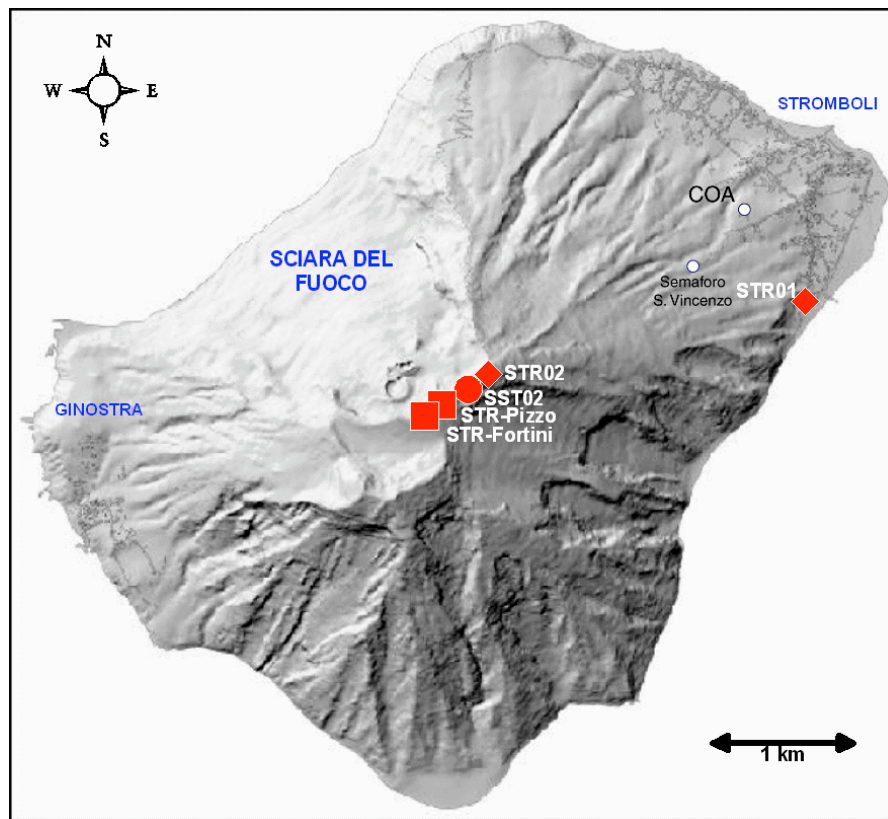 N
W E
S
STROMBOLI
COA
SCIARA DEL
FUOCO
Semaforo
S. Vincenzo
STR01
STR02
SST02
GINOSTRA
STR-Pizzo
STR-Fortini
1 km